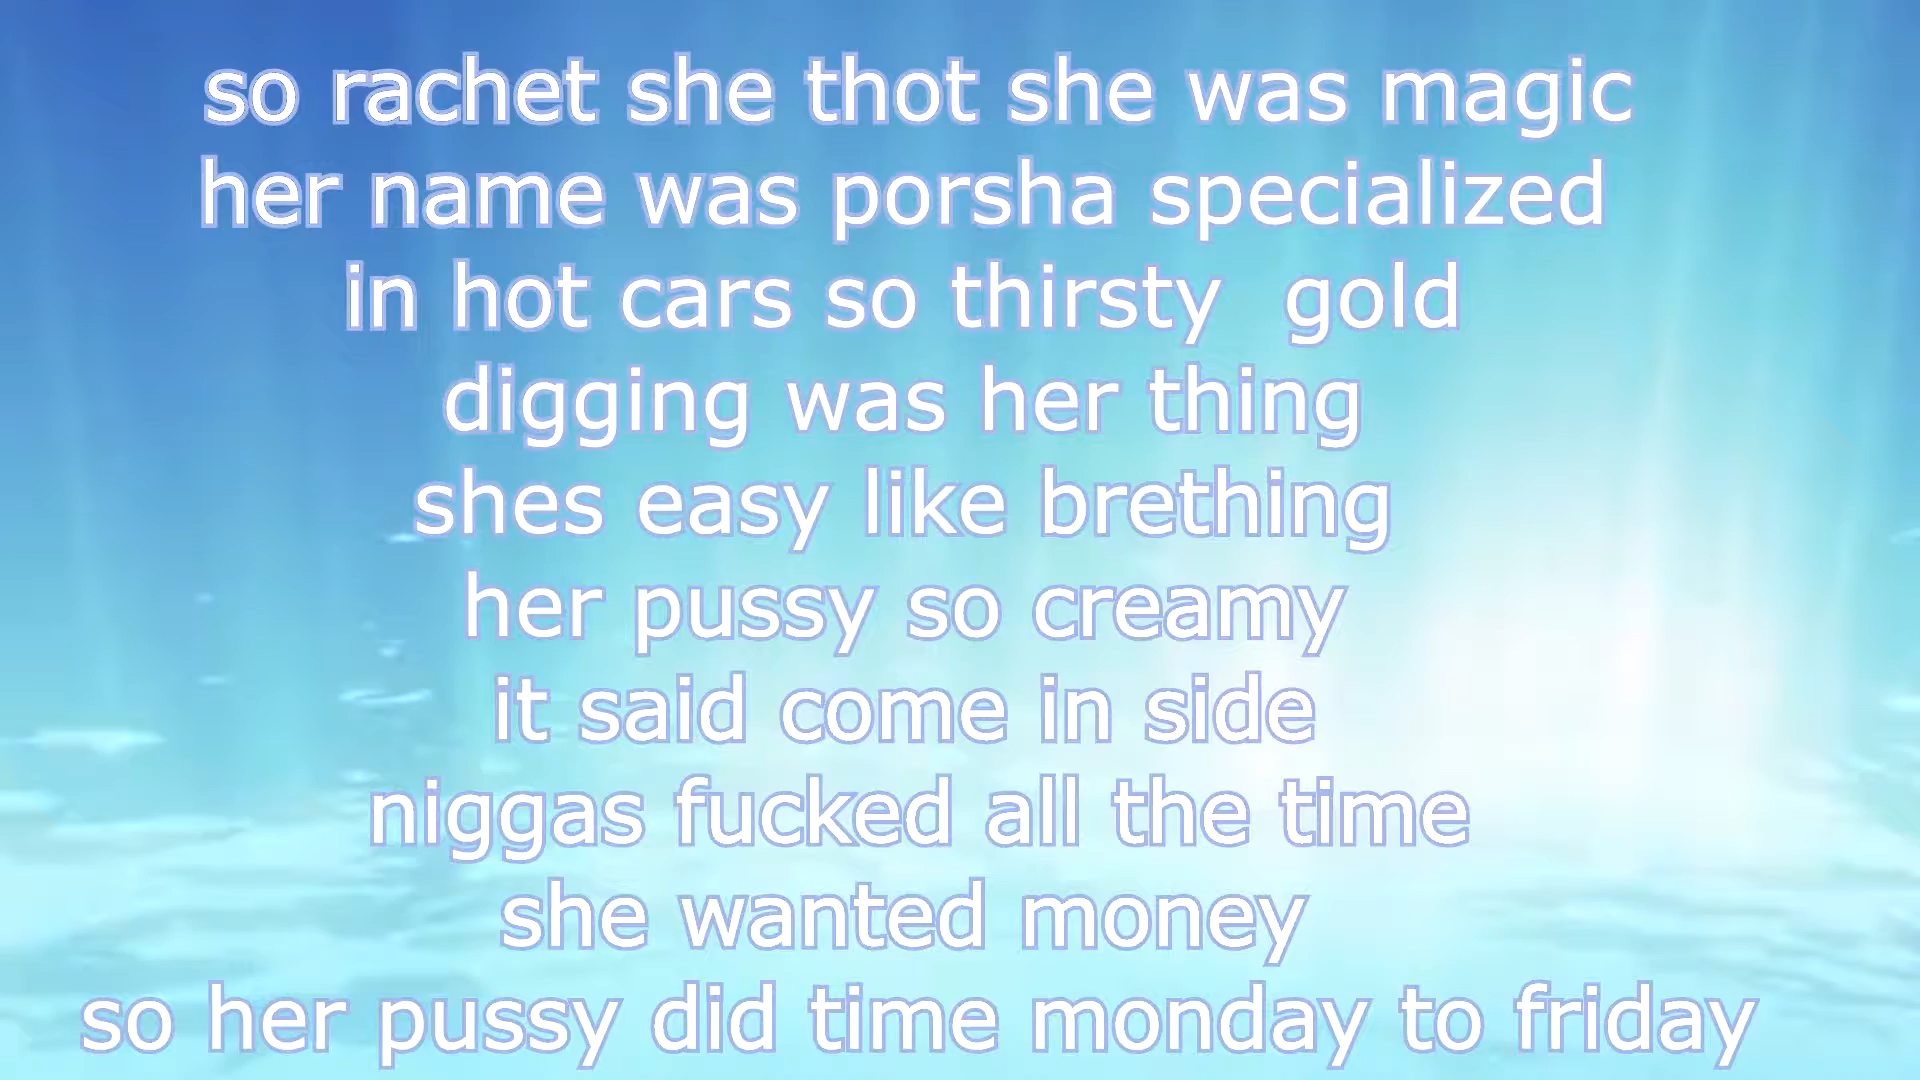 so rachet she thot she was magic
her name was porsha specialized
in hot cars so thirsty  gold
digging was her thing
shes easy like brething
her pussy so creamy
it said come in side
niggas fucked all the time
she wanted money
so her pussy did time monday to friday